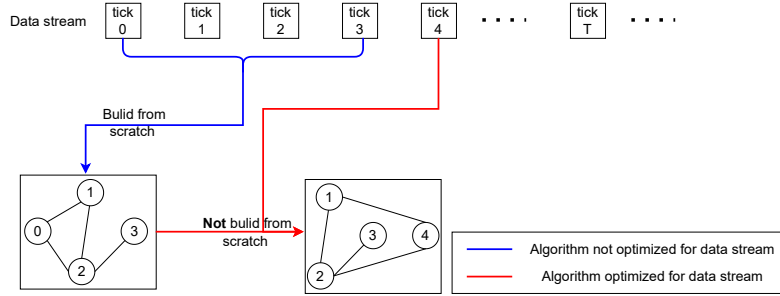 Data stream
tick
0
tick
1
tick
2
tick
3
tick
4
. . . .
tick
T
. . . .
Bulid from
scratch
1
0
3
2
Not bulid from
scratch
1
3
4
2
Algorithm not optimized for data stream
Algorithm optimized for data stream